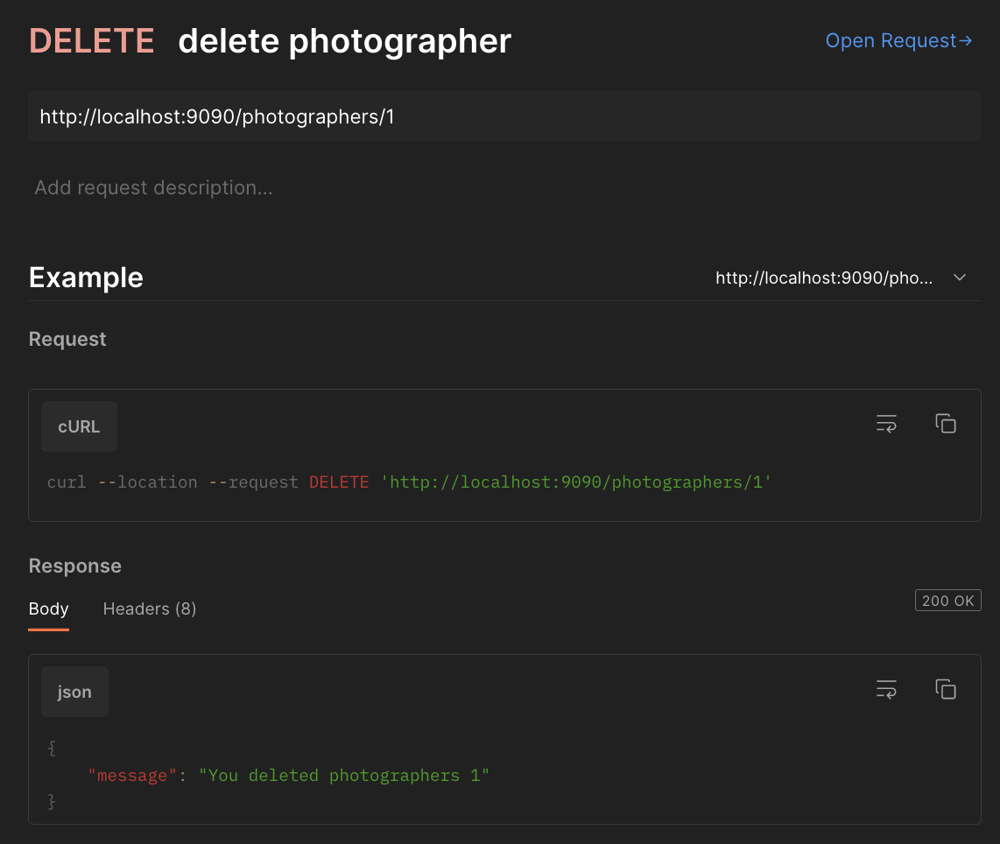 DELETE delete photographer Open Request→
http://localhost:9090/photographers/1
Add request description...
Example http://localhost:9090/pho...
Request
cURL
curl --location --request DELETE 'http://localhost:9090/photographers/1'
Response
Body Headers (8) 200 OK
json
{
"message": "You deleted photographers 1"
}